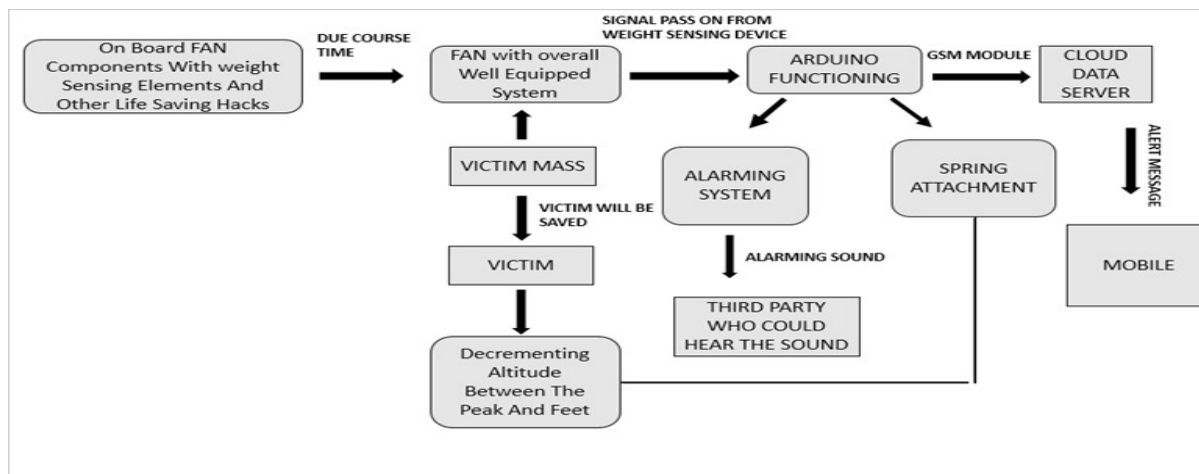 On Board FAN
Components With weight
Sensing Elements And
Other Life Saving Hacks
DUE COURSE
TIME
FAN with overall
Well Equipped
System
SIGNAL PASS ON FROM
WEIGHT SENSING DEVICE
ARDUINO
FUNCTIONING
GSM MODULE
CLOUD
DATA
SERVER
VICTIM MASS
ALARMING
SYSTEM
SPRING
ATTACHMENT
ALERT MESSAGE
VICTIM WILL BE
SAVED
VICTIM
ALARMING SOUND
MOBILE
THIRD PARTY
WHO COULD
HEAR THE SOUND
Decrementing
Altitude
Between The
Peak And Feet